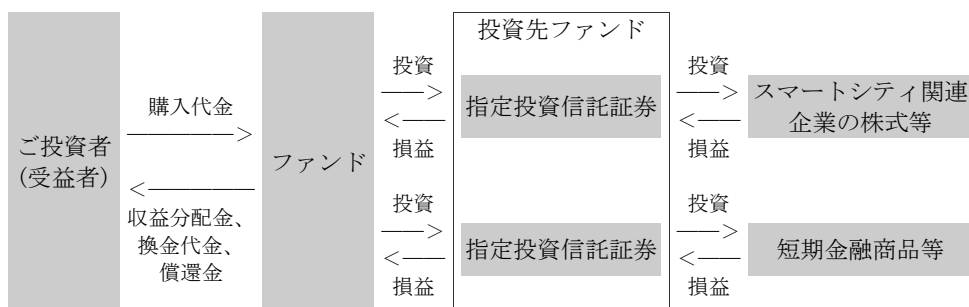 ご投資者
(受益者)
購入代金
————>
<————
収益分配金、
換金代金、
償還金
ファンド
投資
——>
<——
損益
投資
——>
<——
損益
投資先ファンド
指定投資信託証券
指定投資信託証券
投資
——>
<——
損益
投資
——>
<——
損益
スマートシティ関連
企業の株式等
短期金融商品等